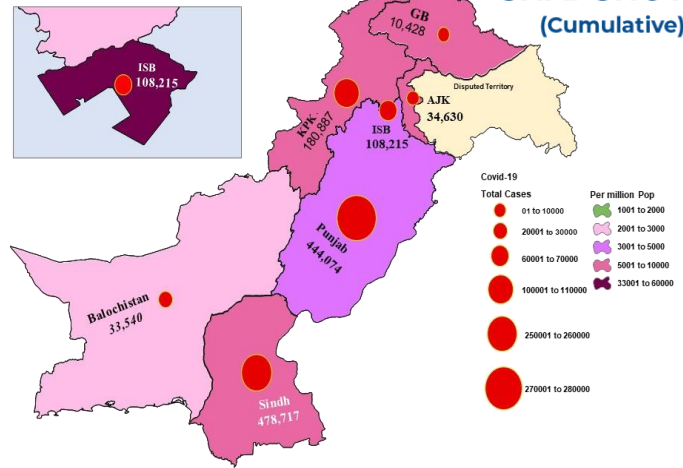 (Cumulative)
ISB
108,215
GB
10,428
Disputed Territory
KPK.
180,887
AJK
34,630
ISB
108,215
Punjab
444,074
Balochistan
33,540
Sindh
478,717
Covid-19
Total Cases
01 to 10000
20001 to 30000
60001 to 70000
100001 to 110000
250001 to 260000
270001 to 280000
Per million Pop
1001 to 2000
2001 to 3000
3001 to 5000
5001 to 10000
33001 to 60000